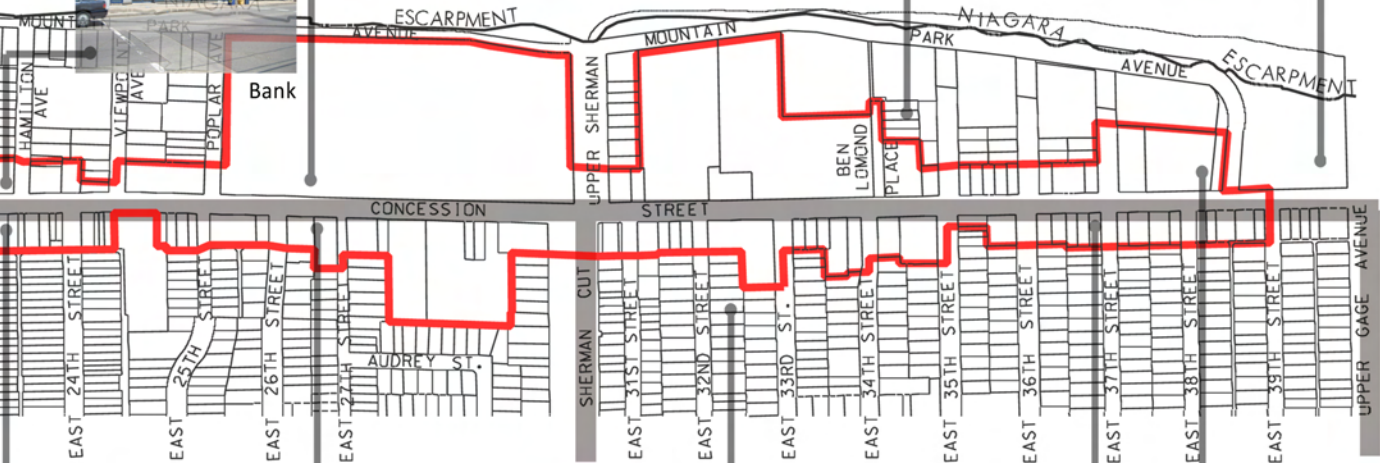 MOUNT
NIAGARA
PARK
AVENUE
ESCARPMENT
MOUNTAIN
PARK
AVENUE
NIAGARA
ESCARPMENT
HAMILTON
AVE
VIEWPOINT
AVE
POPLAR
AVE
Bank
UPPER SHERMAN
BEN
LOMOND
PLACE
CONCESSION STREET
SHERMAN CUT
UPPER GAGE AVENUE
AUDREY ST.
EAST 24TH STREET
EAST 25TH STREET
EAST 26TH STREET
EAST 27TH STREET
EAST 31ST STREET
EAST 32ND STREET
EAST 33RD ST.
EAST 34TH STREET
EAST 35TH STREET
EAST 36TH STREET
EAST 37TH STREET
EAST 38TH STREET
EAST 39TH STREET